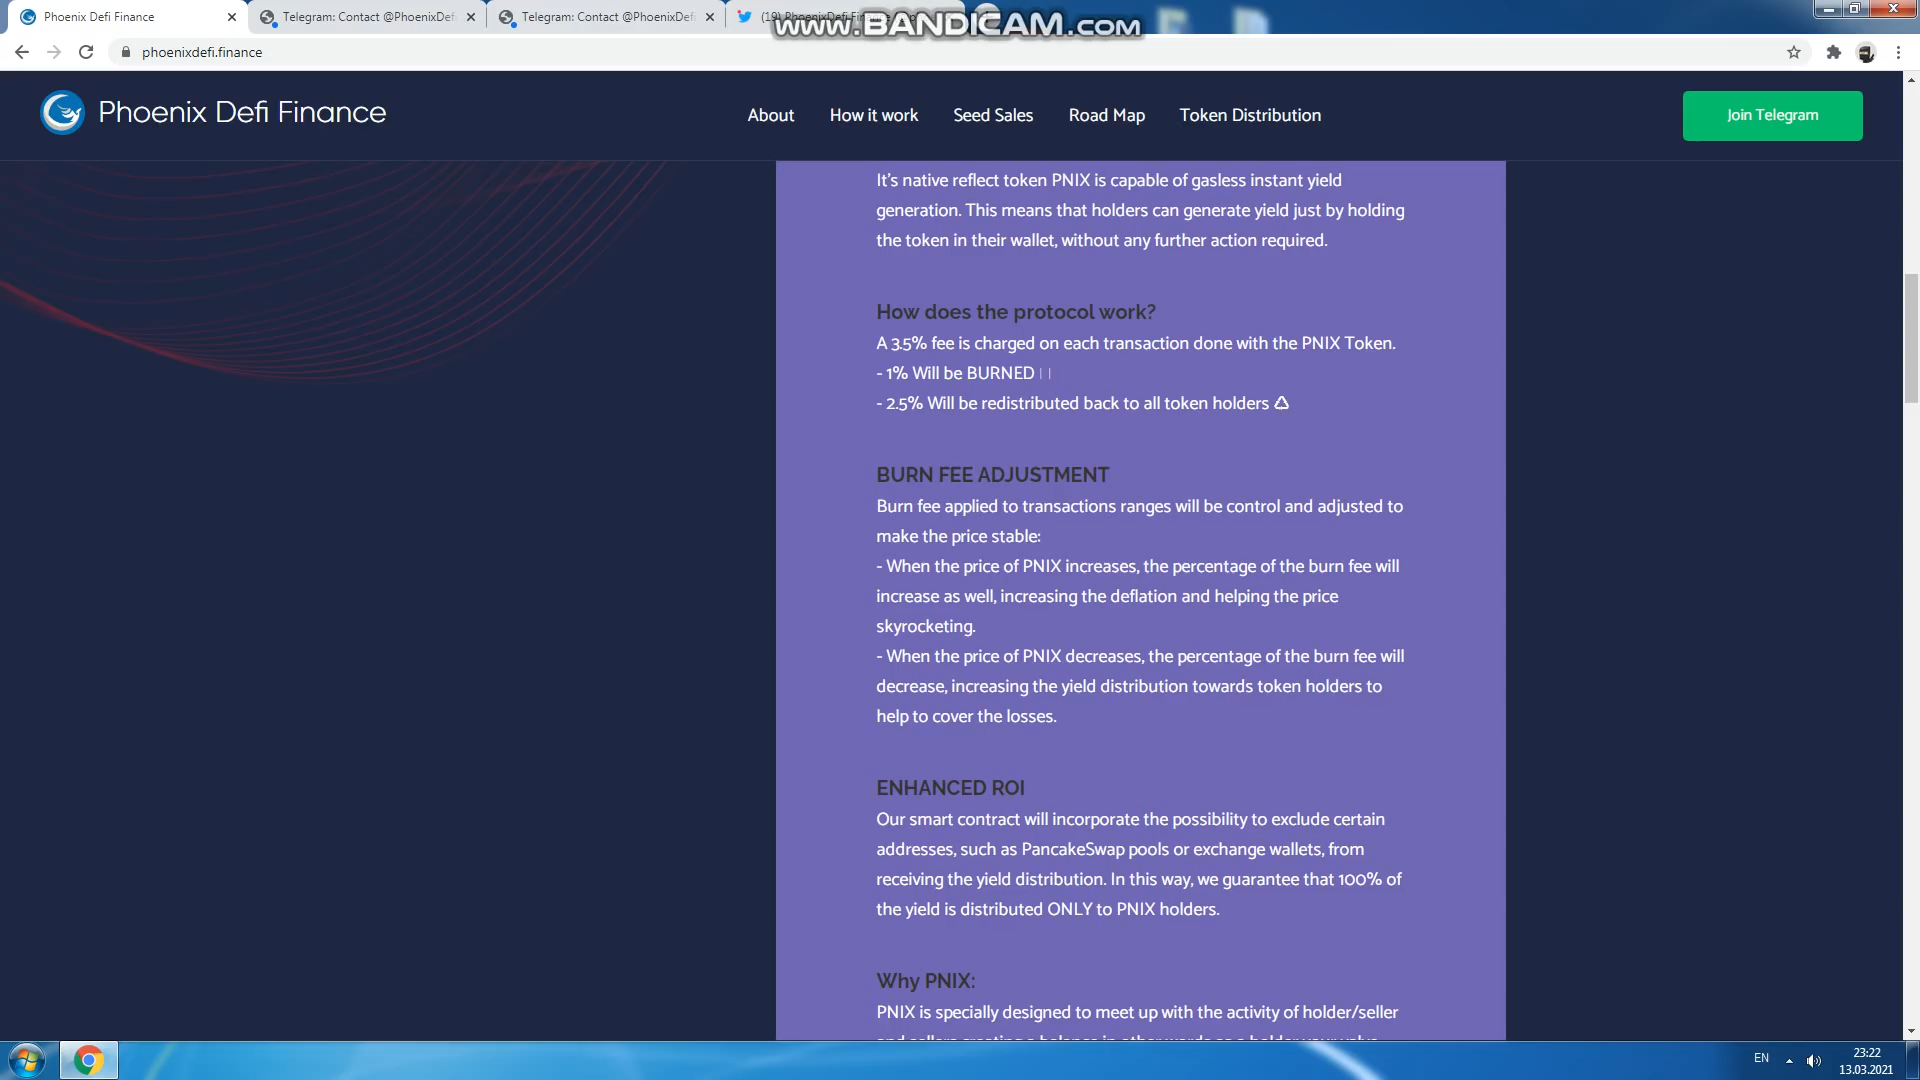 Phoenix Defi Finance
Telegram: Contact @PhoenixDef
Telegram: Contact @PhoenixDef
(19) PhoenixDefi Finance
www.BANDICAM.com
phoenixdefi.finance
Phoenix Defi Finance
About
How it work
Seed Sales
Road Map
Token Distribution
Join Telegram
It's native reflect token PNIX is capable of gasless instant yield
generation. This means that holders can generate yield just by holding
the token in their wallet, without any further action required.
How does the protocol work?
A 3.5% fee is charged on each transaction done with the PNIX Token.
- 1% Will be BURNED
- 2.5% Will be redistributed back to all token holders ♺
BURN FEE ADJUSTMENT
Burn fee applied to transactions ranges will be control and adjusted to
make the price stable:
- When the price of PNIX increases, the percentage of the burn fee will
increase as well, increasing the deflation and helping the price
skyrocketing.
- When the price of PNIX decreases, the percentage of the burn fee will
decrease, increasing the yield distribution towards token holders to
help to cover the losses.
ENHANCED ROI
Our smart contract will incorporate the possibility to exclude certain
addresses, such as PancakeSwap pools or exchange wallets, from
receiving the yield distribution. In this way, we guarantee that 100% of
the yield is distributed ONLY to PNIX holders.
Why PNIX:
PNIX is specially designed to meet up with the activity of holder/seller
EN
23:22
13.03.2021